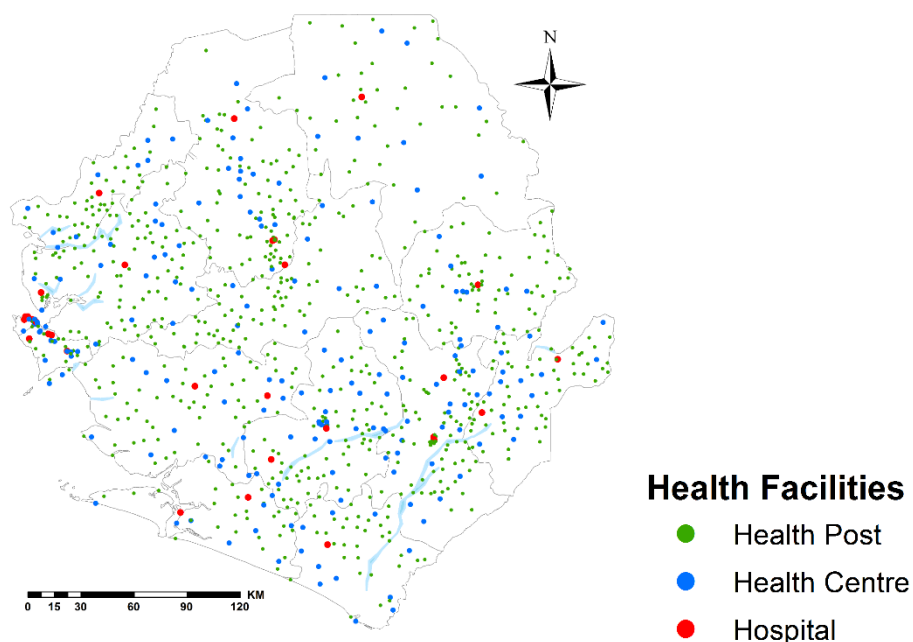 N
Health Facilities
Health Post
Health Centre
Hospital
KM
0 15 30 60 90 120